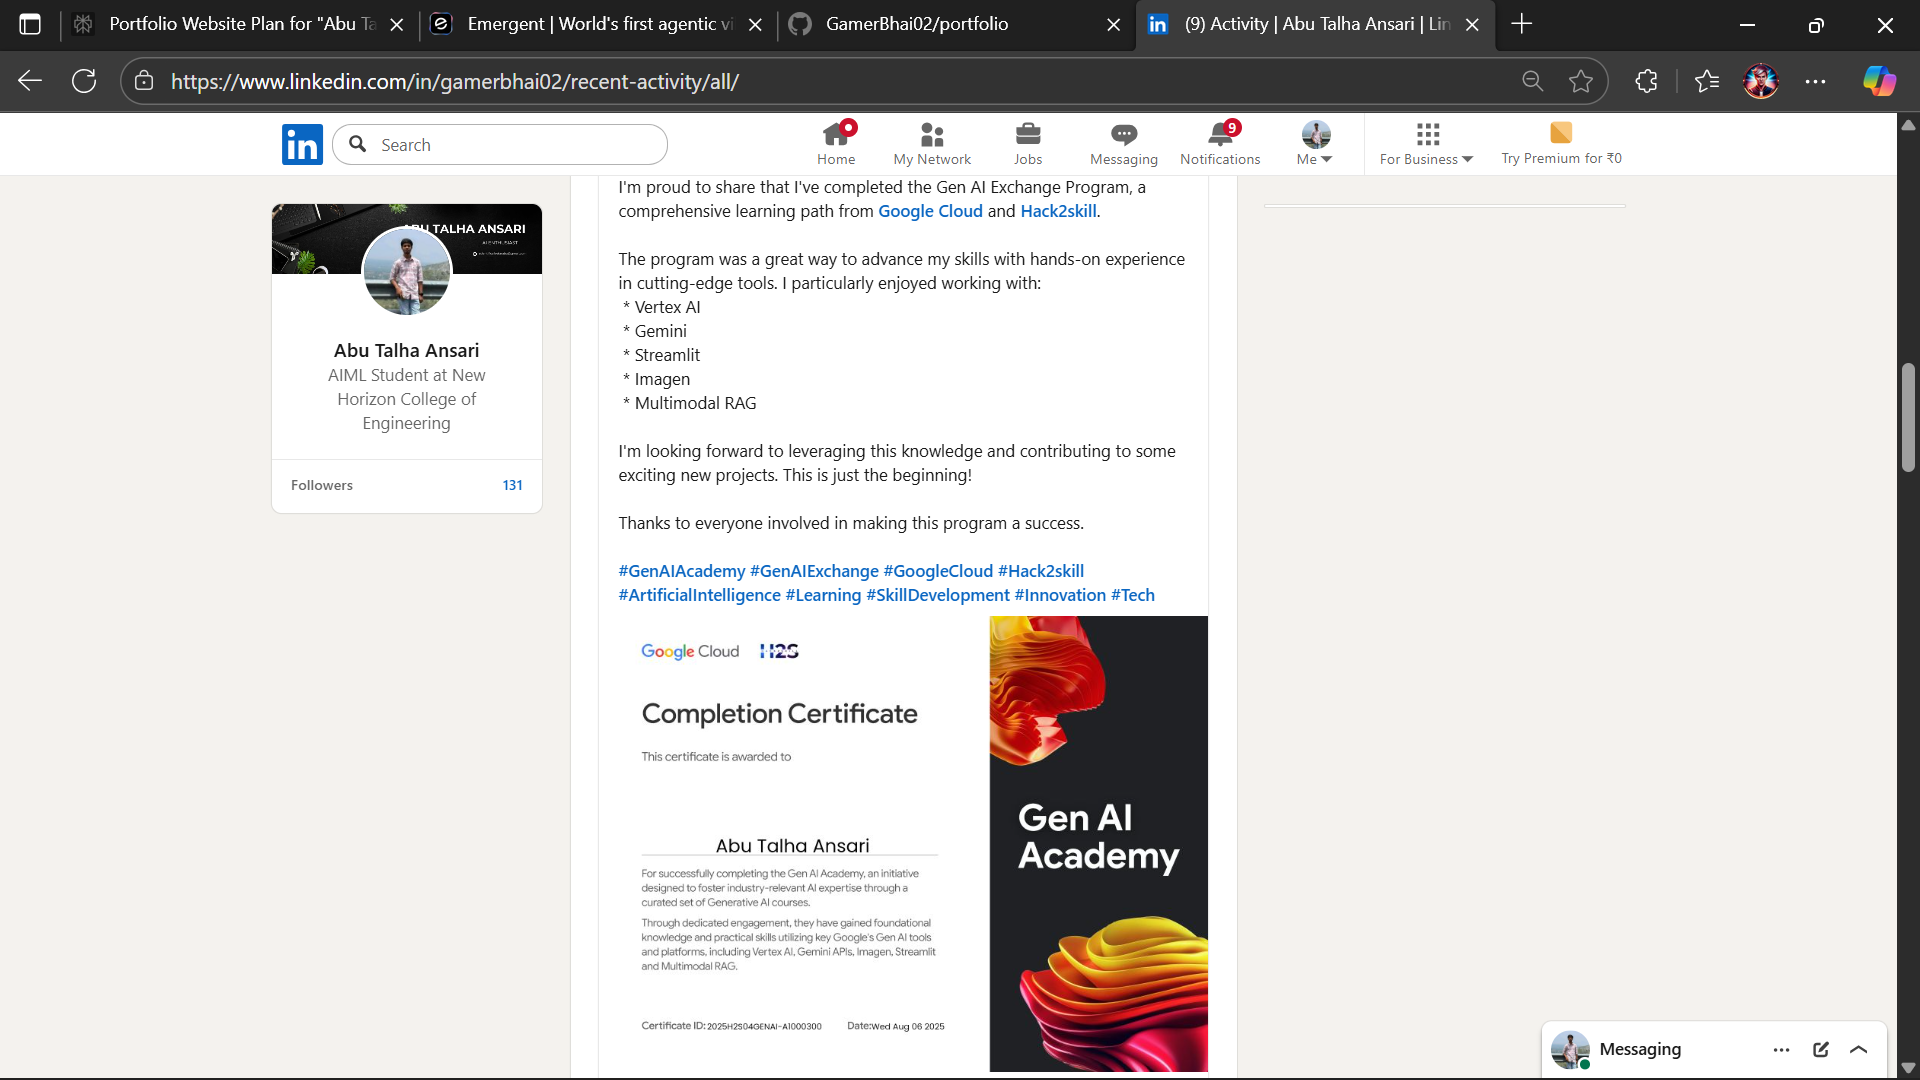 Portfolio Website Plan for "Abu Ta
Emergent | World's first agentic vi
GamerBhai02/portfolio
(9) Activity | Abu Talha Ansari | Lin
https://www.linkedin.com/in/gamerbhai02/recent-activity/all/
in
Search
Home
My Network
Jobs
Messaging
9
Notifications
Me
For Business
Try Premium for ₹0
ABU TALHA ANSARI
AI ENTHUSIAST
Abu Talha Ansari
AIML Student at New
Horizon College of
Engineering
Followers 131
I'm proud to share that I've completed the Gen AI Exchange Program, a
comprehensive learning path from Google Cloud and Hack2skill.
The program was a great way to advance my skills with hands-on experience
in cutting-edge tools. I particularly enjoyed working with:
* Vertex AI
* Gemini
* Streamlit
* Imagen
* Multimodal RAG
I'm looking forward to leveraging this knowledge and contributing to some
exciting new projects. This is just the beginning!
Thanks to everyone involved in making this program a success.
#GenAIAcademy #GenAIExchange #GoogleCloud #Hack2skill
#ArtificialIntelligence #Learning #SkillDevelopment #Innovation #Tech
Google Cloud H2S
Completion Certificate
This certificate is awarded to
Abu Talha Ansari
For successfully completing the Gen AI Academy, an initiative
designed to foster industry-relevant AI expertise through a
curated set of Generative AI courses.
Through dedicated engagement, they have gained foundational
knowledge and practical skills utilizing key Google's Gen AI tools
and platforms, including Vertex AI, Gemini APIs, Imagen, Streamlit
and Multimodal RAG.
Certificate ID: 2025H2S04GENAI-A1000300 Date:Wed Aug 06 2025
Gen AI
Academy
Messaging